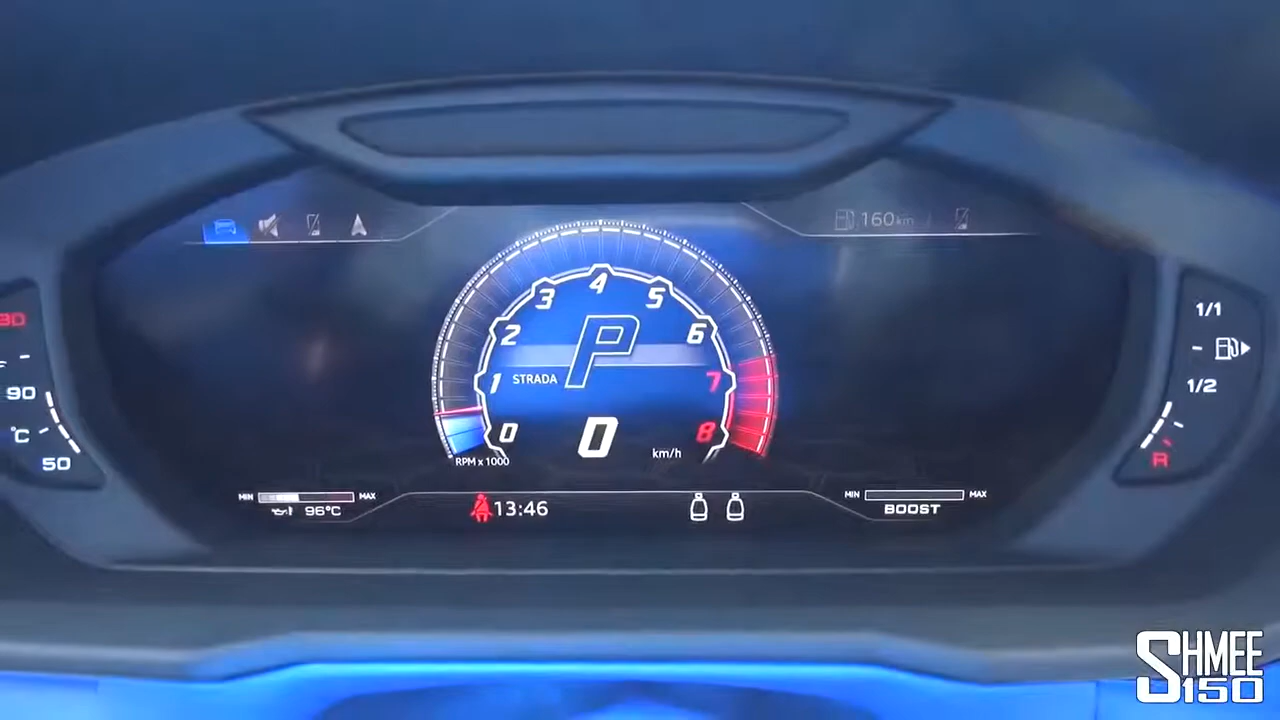 160km
1/1
1/2
R
90
°C
50
4
3
5
2
6
P
1
STRADA
7
0
0
8
RPM x 1000
km/h
MIN
MAX
96°C
13:46
MIN
MAX
BOOST
SHMEE
150